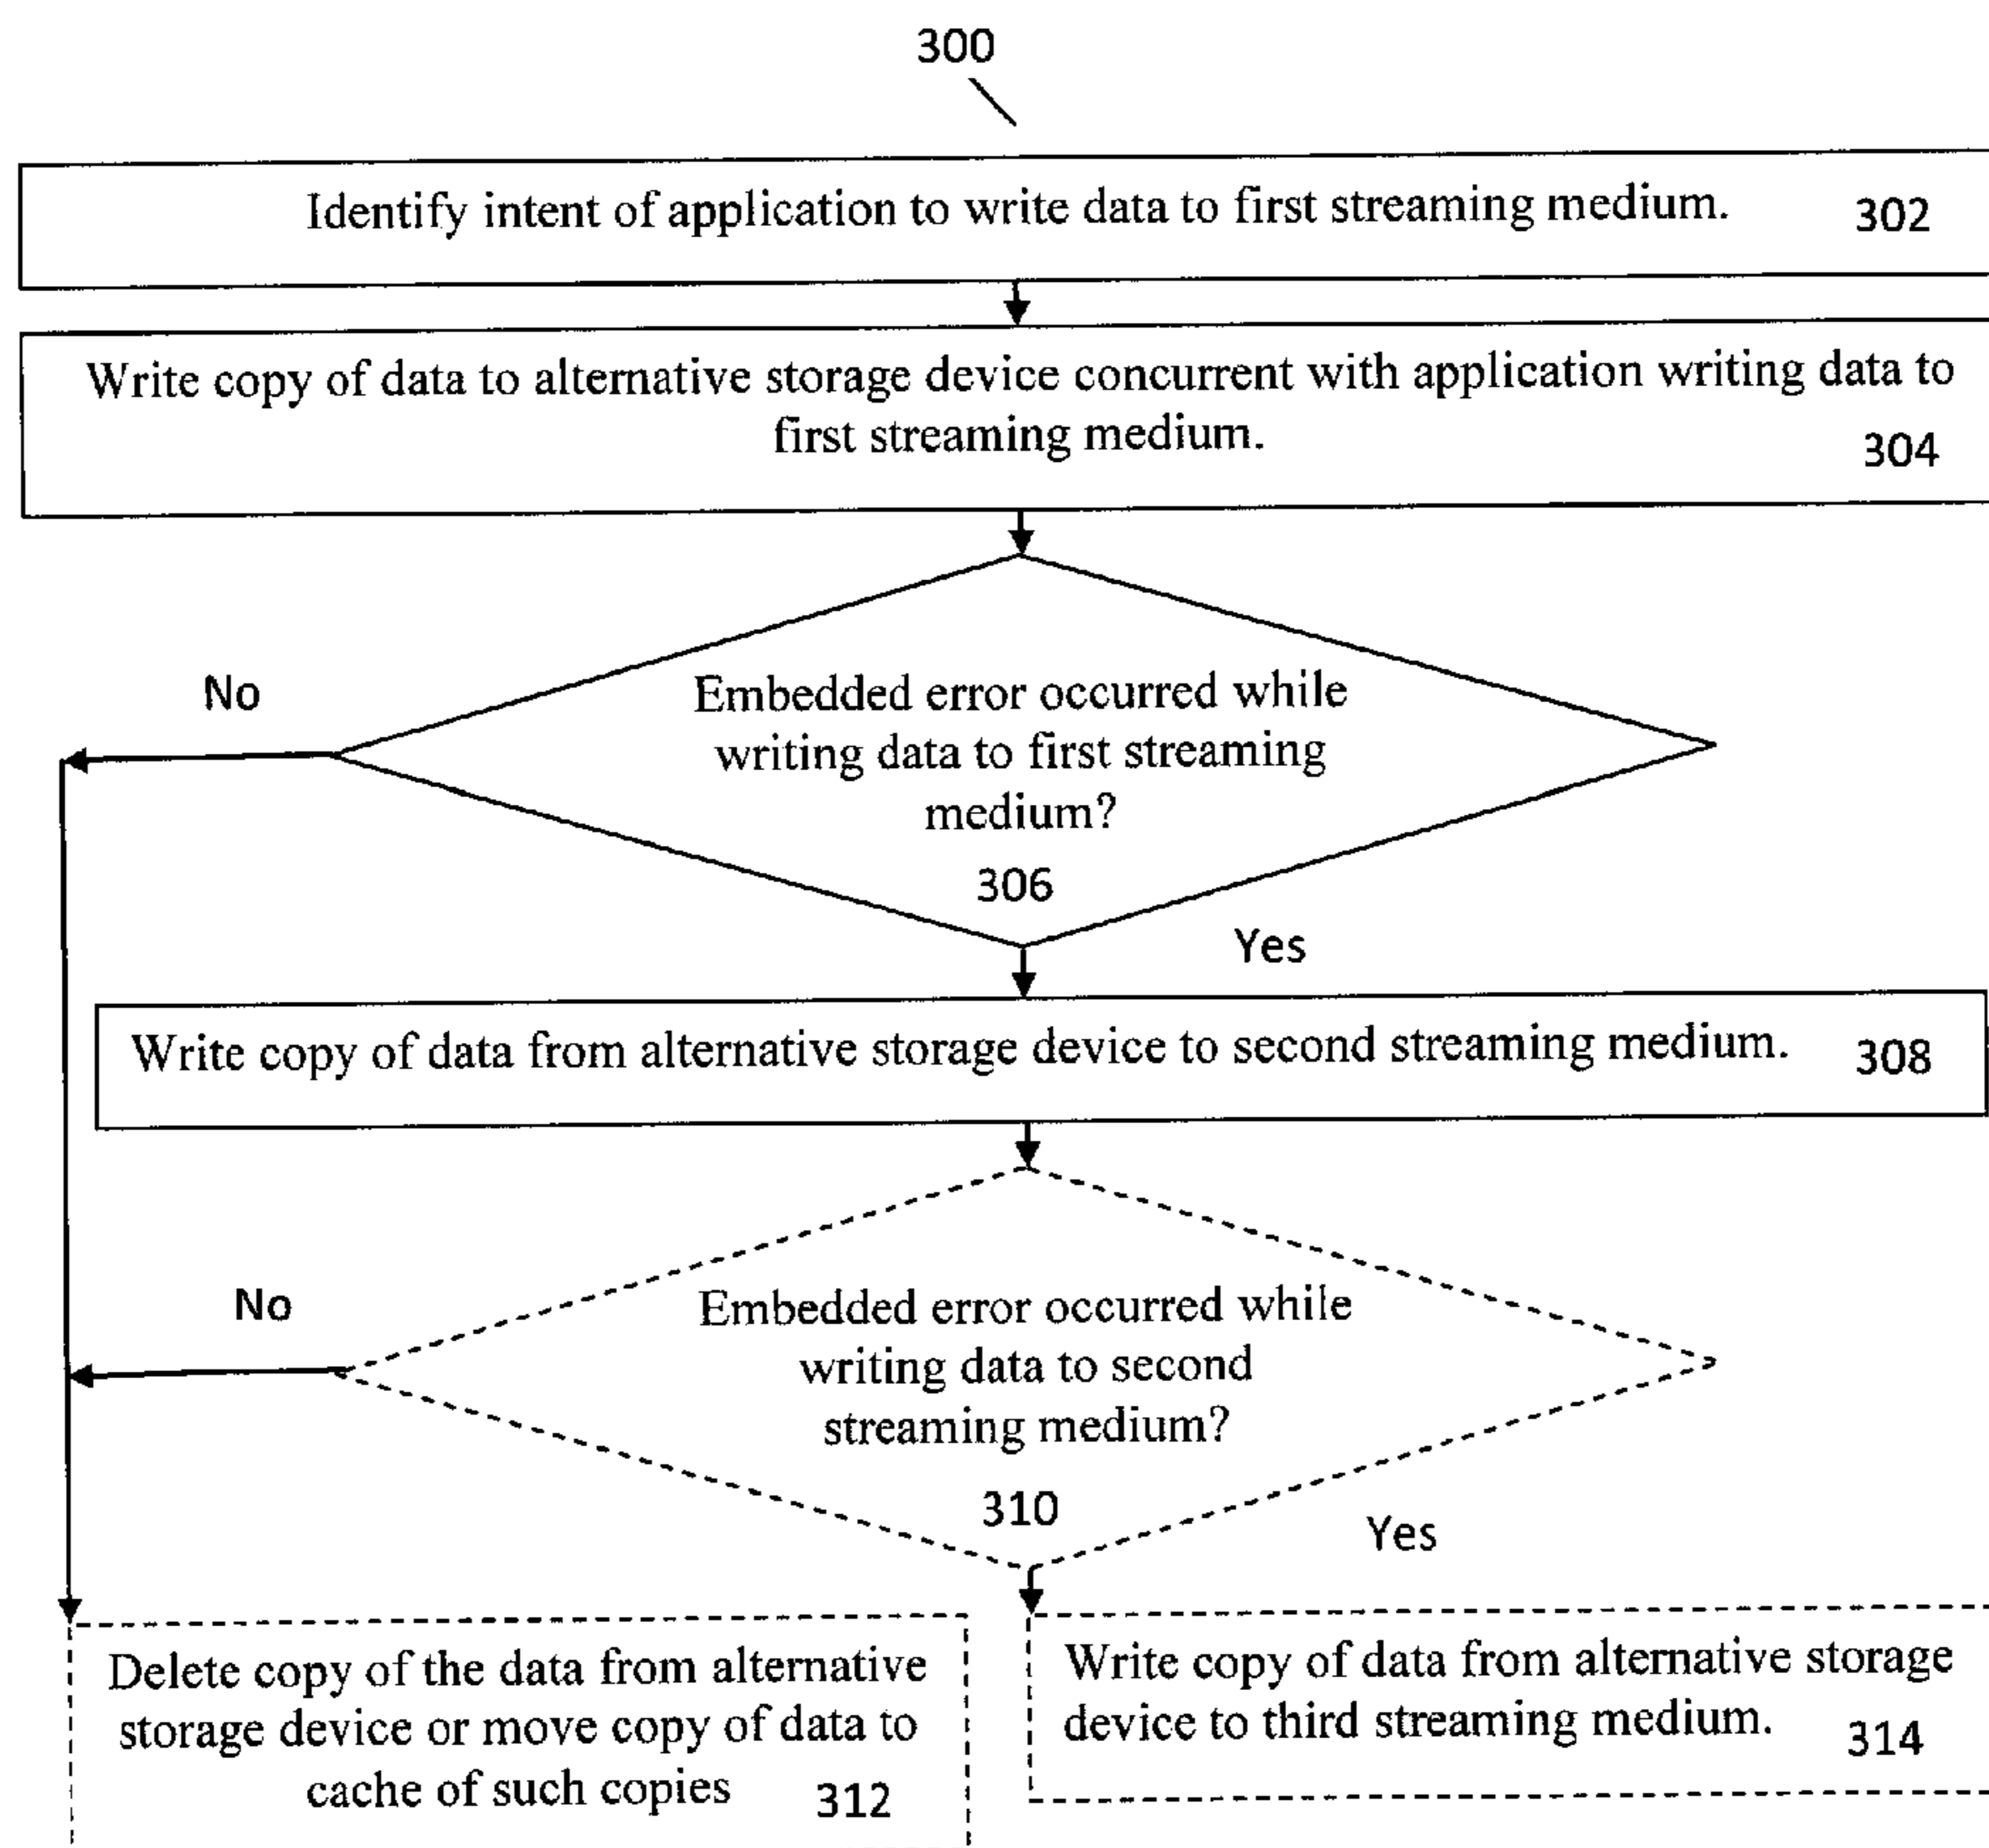 300
Identify intent of application to write data to first streaming medium. 302
Write copy of data to alternative storage device concurrent with application writing data to
first streaming medium.
304
No
Embedded error occurred while
writing data to first streaming
medium?
306
Yes
Write copy of data from alternative storage device to second streaming medium. 308
No
Embedded error occurred while
writing data to second
streaming medium?
310
Yes
Delete copy of the data from alternative
storage device or move copy of data to
cache of such copies 312
Write copy of data from alternative storage
device to third streaming medium. 314